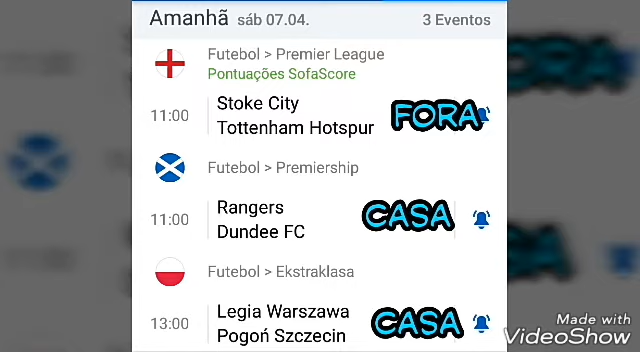 Amanhã sáb 07.04. 3 Eventos
Futebol > Premier League
Pontuações SofaScore
11:00 Stoke City
Tottenham Hotspur
FORA
Futebol > Premiership
11:00 Rangers
Dundee FC
CASA
Futebol > Ekstraklasa
13:00 Legia Warszawa
Pogoń Szczecin
CASA
Made with
VideoShow